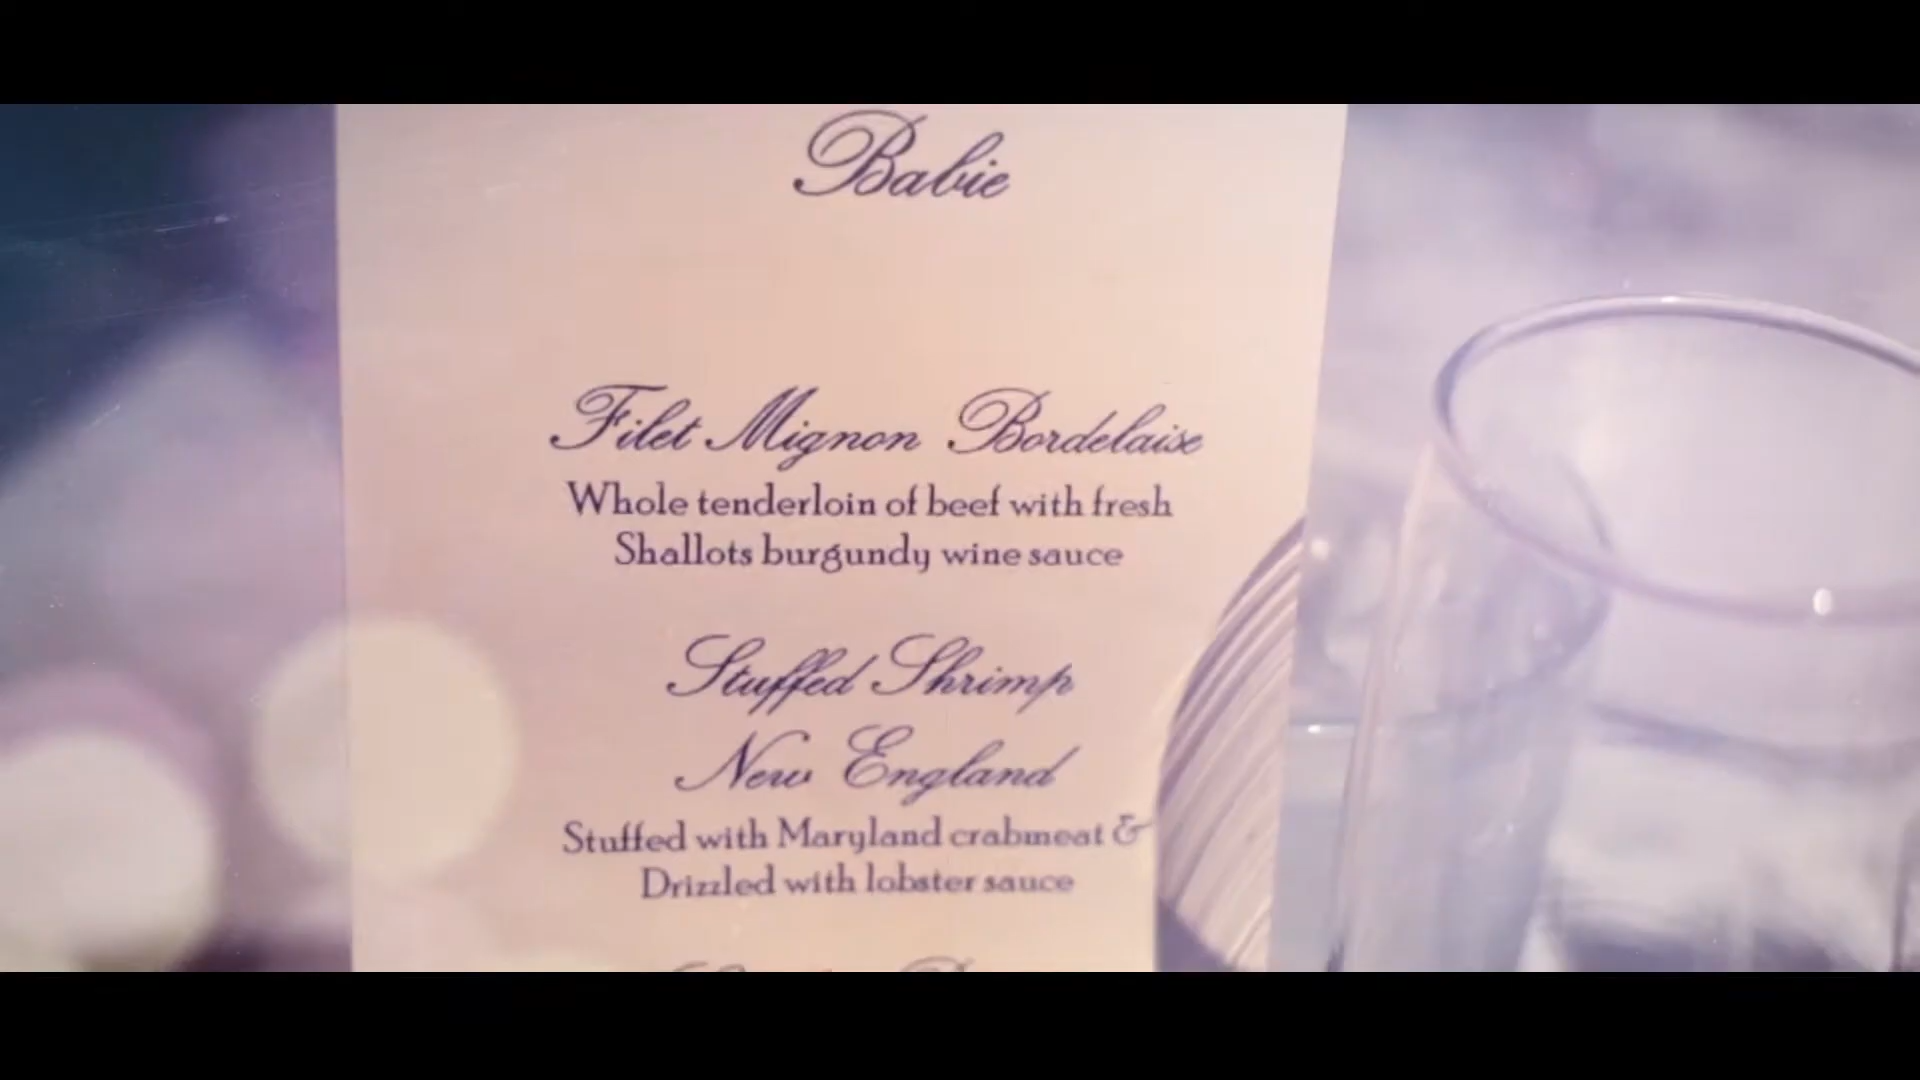 Babie
Filet Mignon Bordelaise
Whole tenderloin of beef with fresh
Shallots burgundy wine sauce
Stuffed Shrimp
New England
Stuffed with Maryland crabmeat &
Drizzled with lobster sauce